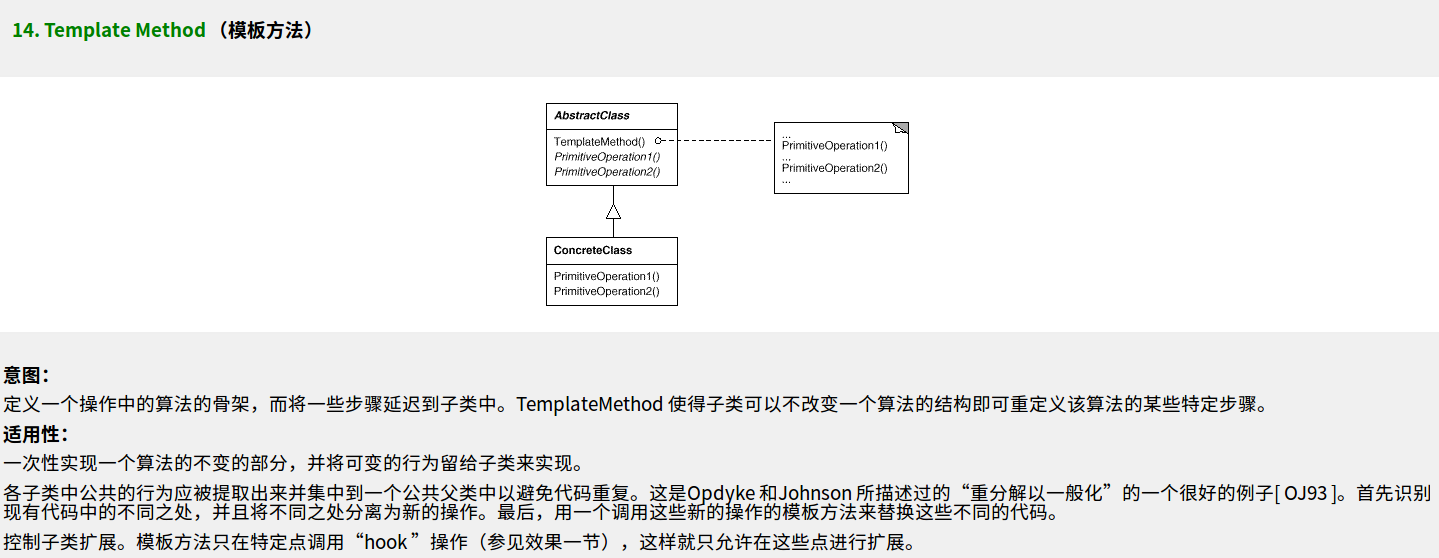 14. Template Method（模板方法）
AbstractClass
TemplateMethod()
PrimitiveOperation1()
PrimitiveOperation2()
...
PrimitiveOperation1()
...
PrimitiveOperation2()
...
ConcreteClass
PrimitiveOperation1()
PrimitiveOperation2()
意图：
定义一个操作中的算法的骨架，而将一些步骤延迟到子类中。TemplateMethod 使得子类可以不改变一个算法的结构即可重定义该算法的某些特定步骤。
适用性：
一次性实现一个算法的不变的部分，并将可变的行为留给子类来实现。
各子类中公共的行为应被提取出来并集中到一个公共父类中以避免代码重复。这是Opdyke 和Johnson 所描述过的“重分解以一般化”的一个很好的例子[ OJ93 ]。首先识别
现有代码中的不同之处，并且将不同之处分离为新的操作。最后，用一个调用这些新的操作的模板方法来替换这些不同的代码。
控制子类扩展。模板方法只在特定点调用“hook ”操作（参见效果一节），这样就只允许在这些点进行扩展。